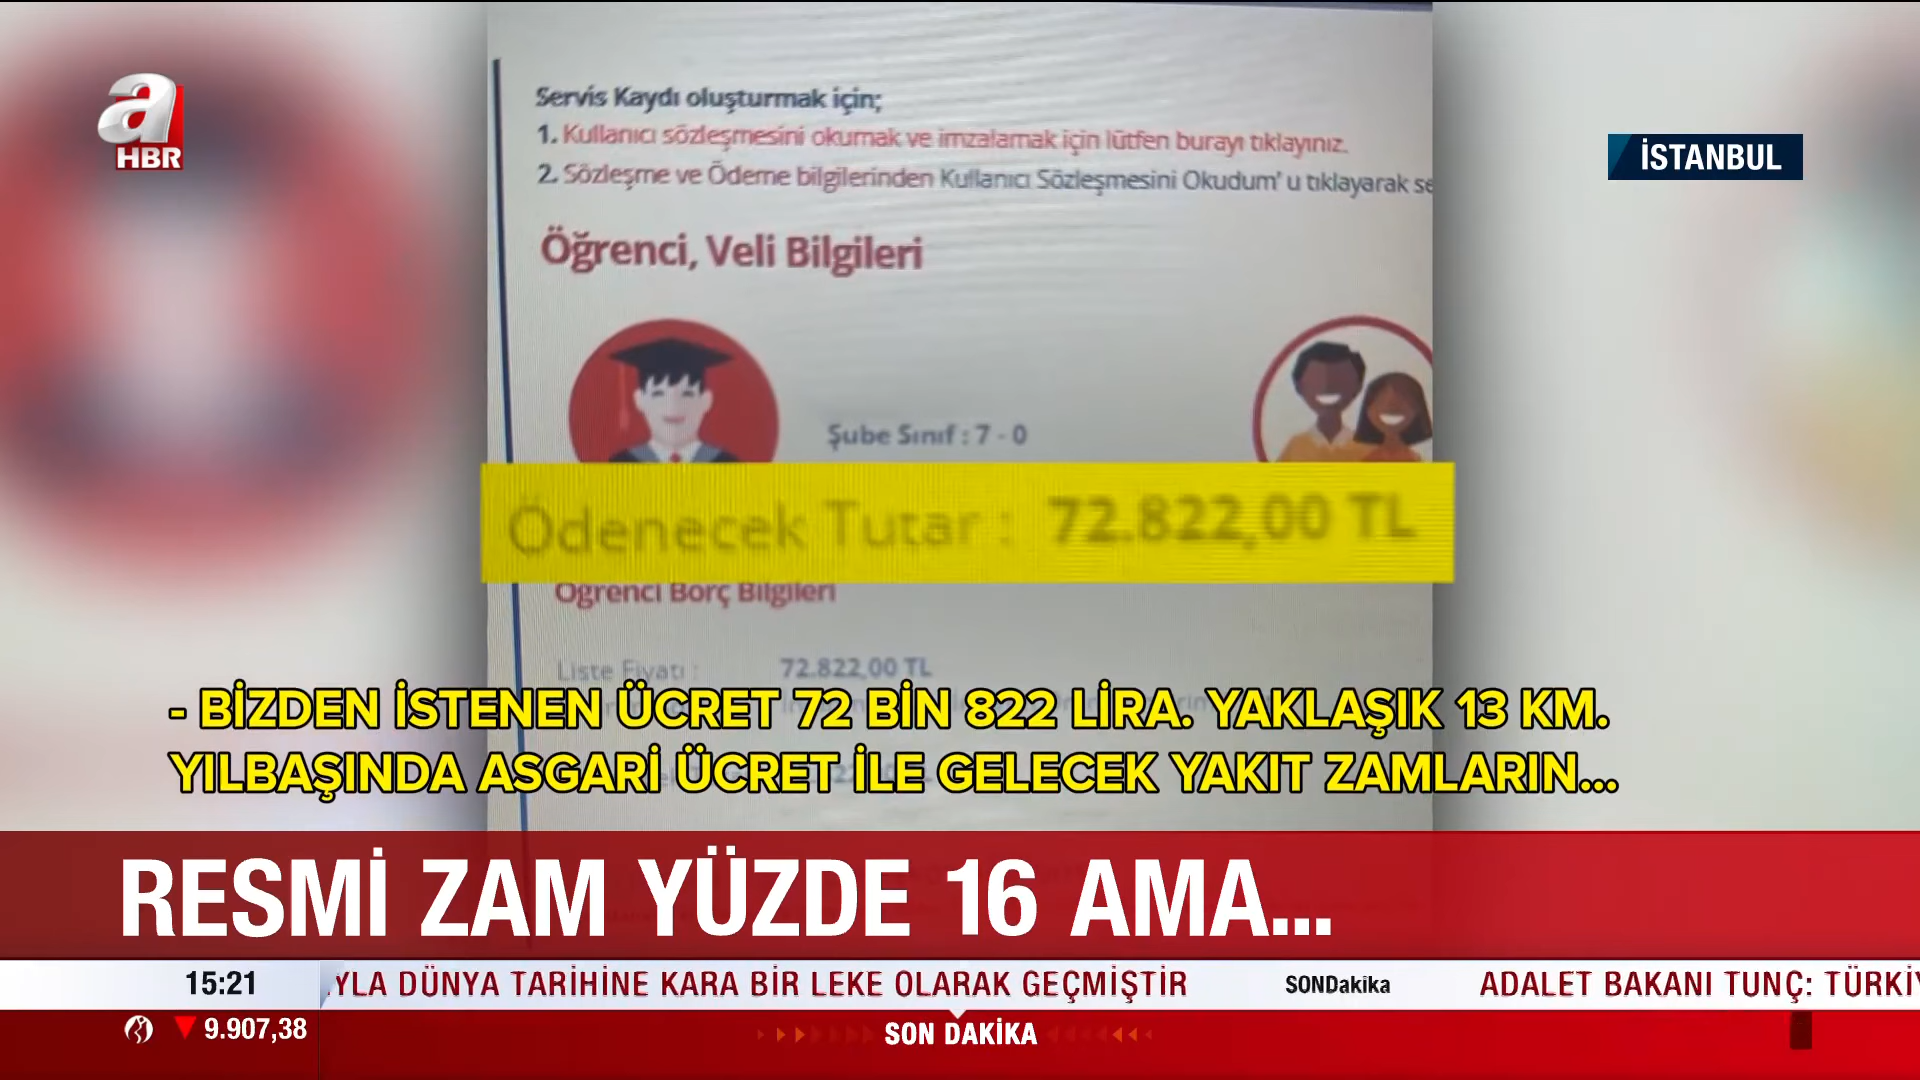 a
HBR
İSTANBUL
Servis Kaydı oluşturmak için;
1. Kullanıcı sözleşmesini okumak ve imzalamak için lütfen burayı tıklayınız.
2. Sözleşme ve Ödeme bilgilerinden Kullanıcı Sözleşmesini Okudum' u tıklayarak se
Öğrenci, Veli Bilgileri
Şube Sınıf : 7 - 0
Ödenecek Tutar : 72.822,00 TL
Öğrenci Borç Bilgileri
Liste Fiyatı : 72.822,00 TL
- BİZDEN İSTENEN ÜCRET 72 BİN 822 LİRA. YAKLAŞIK 13 KM.
YILBAŞINDA ASGARİ ÜCRET İLE GELECEK YAKIT ZAMLARIN...
RESMİ ZAM YÜZDE 16 AMA...
15:21 YLA DÜNYA TARİHİNE KARA BİR LEKE OLARAK GEÇMİŞTİR SONDakika ADALET BAKANI TUNÇ: TÜRKİY
9.907,38 SON DAKİKA